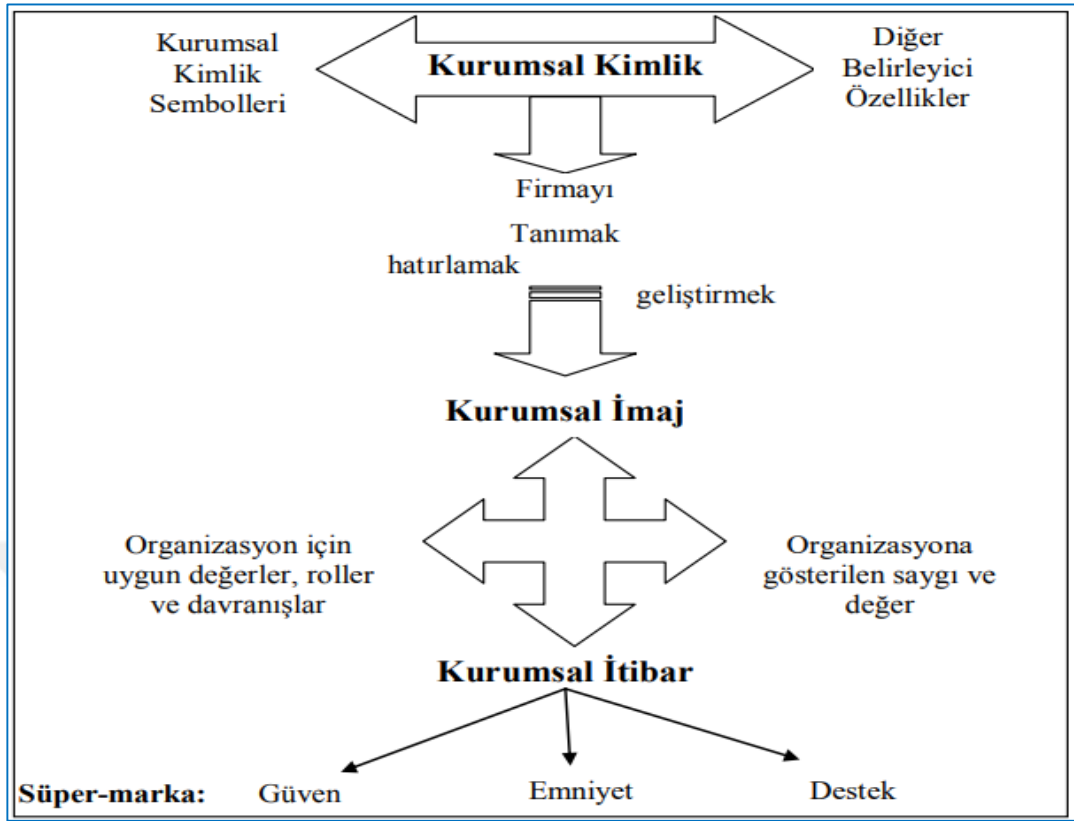 Kurumsal
Kimlik
Sembolleri
Kurumsal Kimlik
Diğer
Belirleyici
Özellikler
Firmayı
Tanımak
hatırlamak
geliştirmek
Kurumsal İmaj
Organizasyon için
uygun değerler, roller
ve davranışlar
Organizasyona
gösterilen saygı ve
değer
Kurumsal İtibar
Süper-marka: Güven Emniyet Destek